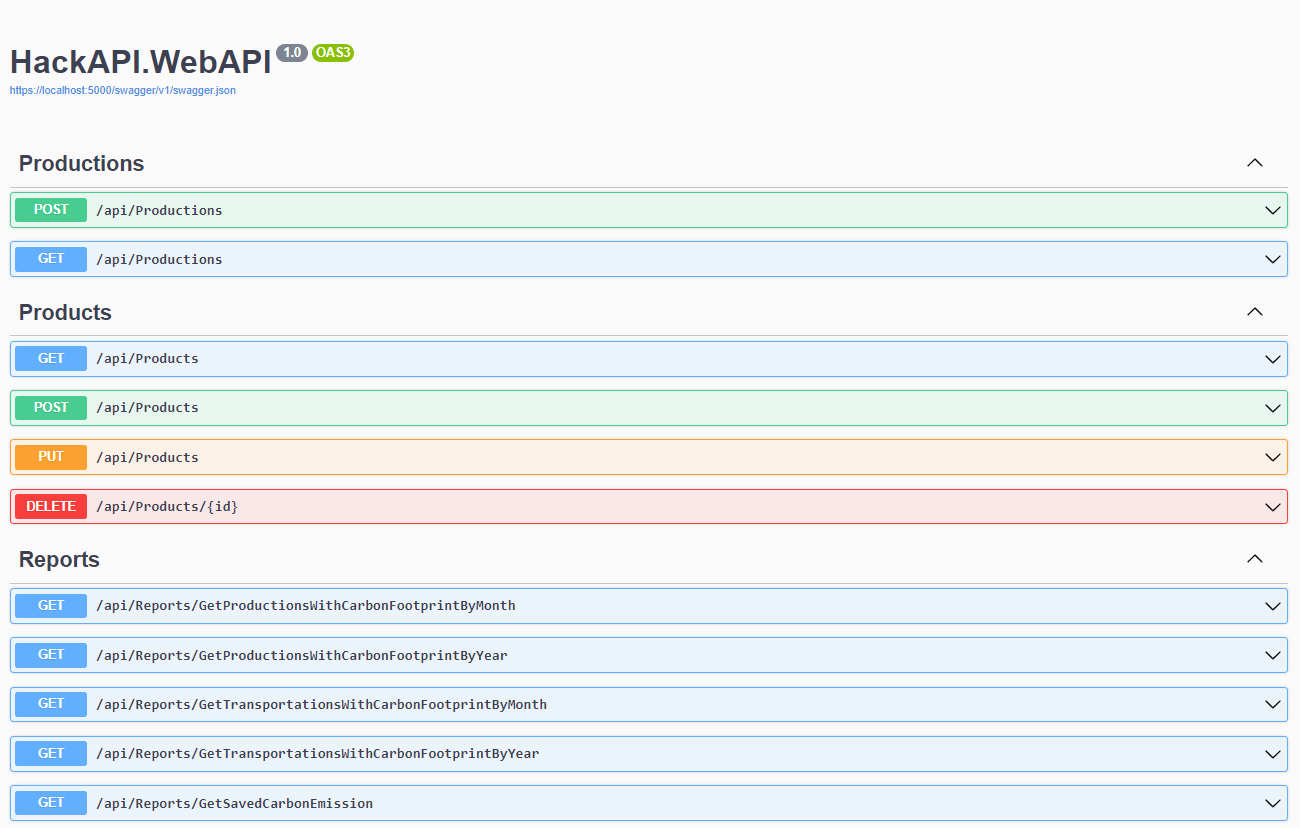 HackAPI.WebAPI 1.0 OAS3
https://localhost:5000/swagger/v1/swagger.json
Productions
POST /api/Productions
GET /api/Productions
Products
GET /api/Products
POST /api/Products
PUT /api/Products
DELETE /api/Products/{id}
Reports
GET /api/Reports/GetProductionsWithCarbonFootprintByMonth
GET /api/Reports/GetProductionsWithCarbonFootprintByYear
GET /api/Reports/GetTransportationsWithCarbonFootprintByMonth
GET /api/Reports/GetTransportationsWithCarbonFootprintByYear
GET /api/Reports/GetSavedCarbonEmission